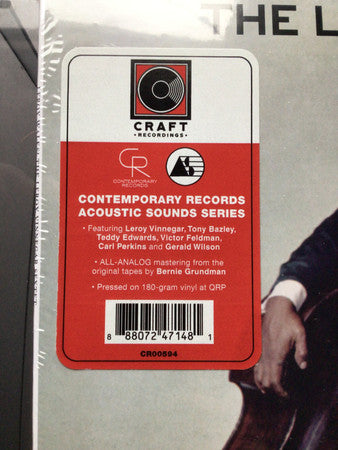 THE L
CRAFT
RECORDINGS
CR
CONTEMPORARY
RECORDS
AS
CONTEMPORARY RECORDS
ACOUSTIC SOUNDS SERIES
• Featuring Leroy Vinnegar, Tony Bazley,
Teddy Edwards, Victor Feldman,
Carl Perkins and Gerald Wilson
• ALL-ANALOG mastering from the
original tapes by Bernie Grundman
• Pressed on 180-gram vinyl at QRP
8 88072 47148 1
CR00594